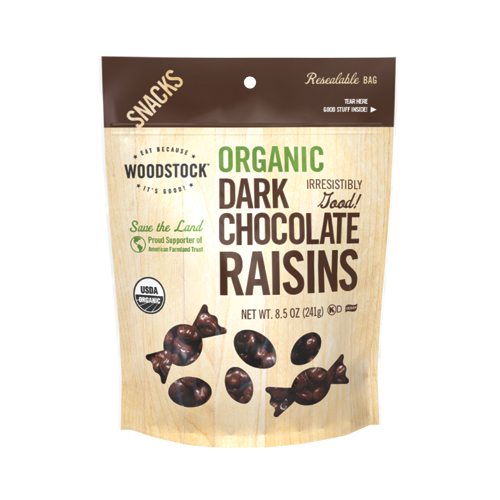 SNACKS
Resealable BAG
TEAR HERE
GOOD STUFF INSIDE!
EAT BECAUSE
WOODSTOCK™
IT'S GOOD!
ORGANIC
DARK
IRRESISTIBLY
Good!
CHOCOLATE
RAISINS
Save the Land
Proud Supporter of
American Farmland Trust
USDA
ORGANIC
NET WT. 8.5 OZ (241g)
K D